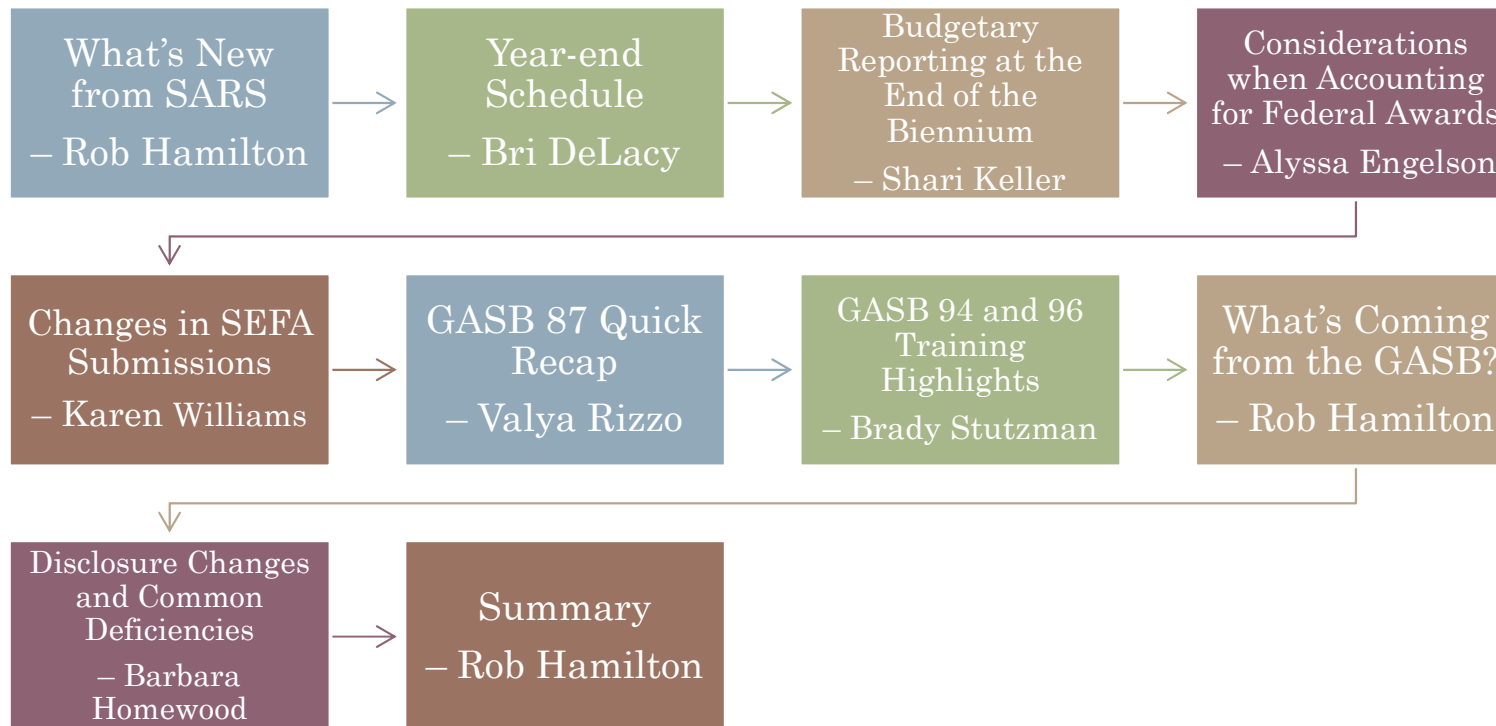 What's New
from SARS
– Rob Hamilton
Year-end
Schedule
– Bri DeLacy
Budgetary
Reporting at the
End of the
Biennium
– Shari Keller
Considerations
when Accounting
for Federal Awards
– Alyssa Engelson
Changes in SEFA
Submissions
– Karen Williams
GASB 87 Quick
Recap
– Valya Rizzo
GASB 94 and 96
Training
Highlights
– Brady Stutzman
What's Coming
from the GASB?
– Rob Hamilton
Disclosure Changes
and Common
Deficiencies
– Barbara
Homewood
Summary
– Rob Hamilton